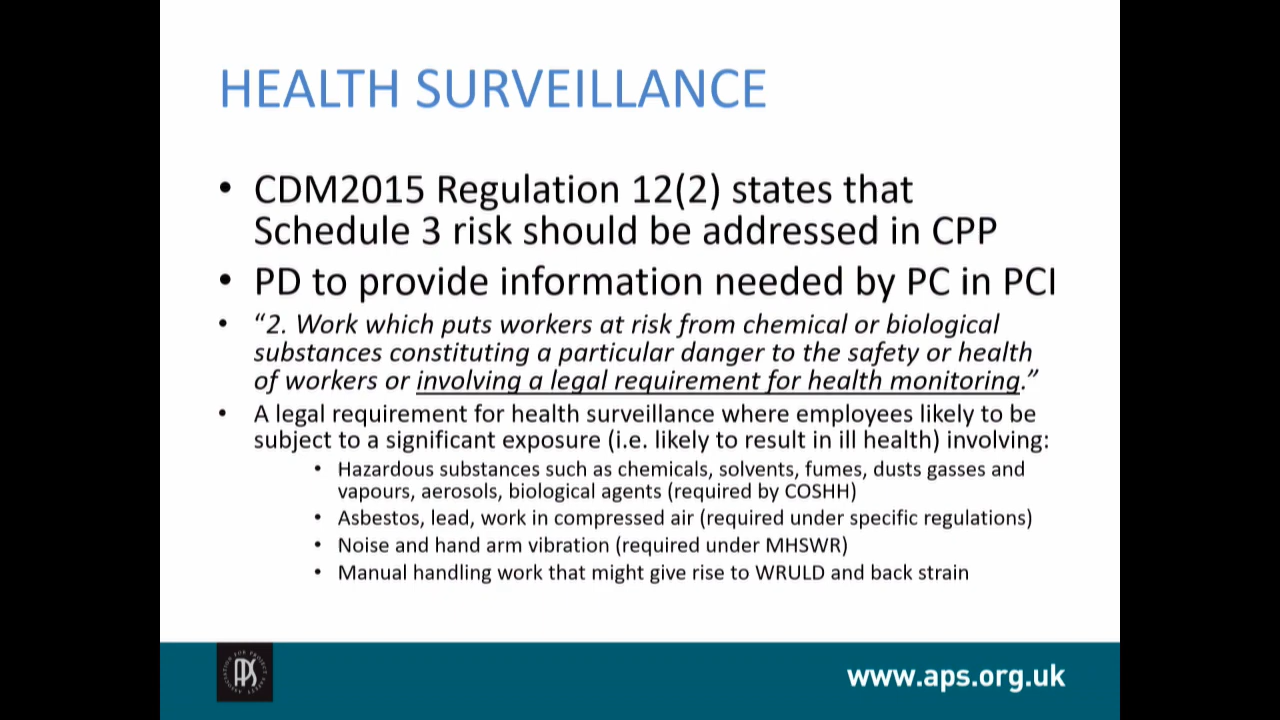 HEALTH SURVEILLANCE
• CDM2015 Regulation 12(2) states that
Schedule 3 risk should be addressed in CPP
• PD to provide information needed by PC in PCI
• “2. Work which puts workers at risk from chemical or biological
substances constituting a particular danger to the safety or health
of workers or involving a legal requirement for health monitoring.”
• A legal requirement for health surveillance where employees likely to be
subject to a significant exposure (i.e. likely to result in ill health) involving:
• Hazardous substances such as chemicals, solvents, fumes, dusts gasses and
vapours, aerosols, biological agents (required by COSHH)
• Asbestos, lead, work in compressed air (required under specific regulations)
• Noise and hand arm vibration (required under MHSWR)
• Manual handling work that might give rise to WRULD and back strain
APS
www.aps.org.uk